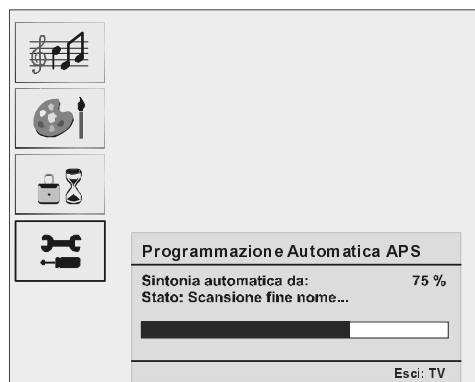 Programmazione Automatica APS
Sintonia automatica da: 75 %
Stato: Scansione fine nome...
Esci: TV